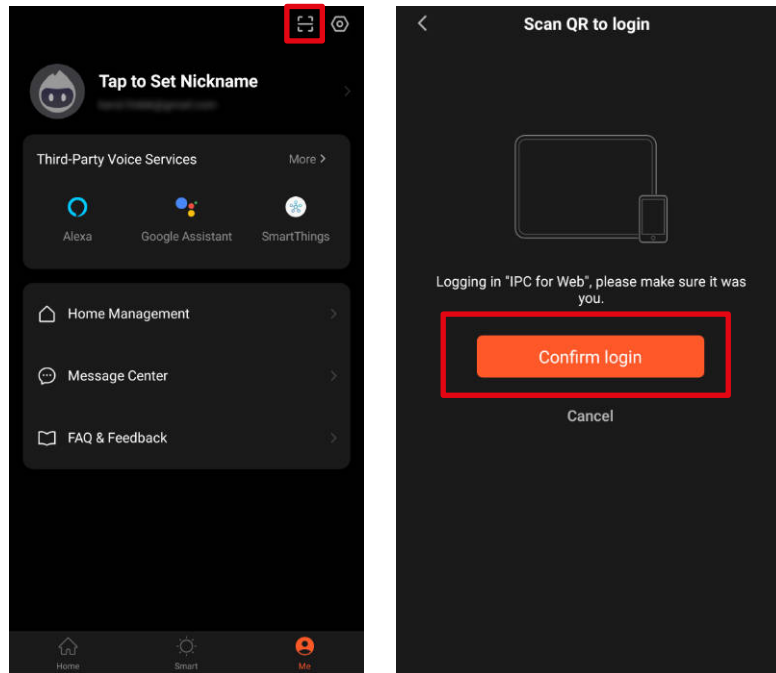 Tap to Set Nickname
Third-Party Voice Services
More >
Alexa
Google Assistant
SmartThings
Home Management
Message Center
FAQ & Feedback
Home
Smart
Me
Scan QR to login
Logging in "IPC for Web", please make sure it was
you.
Confirm login
Cancel